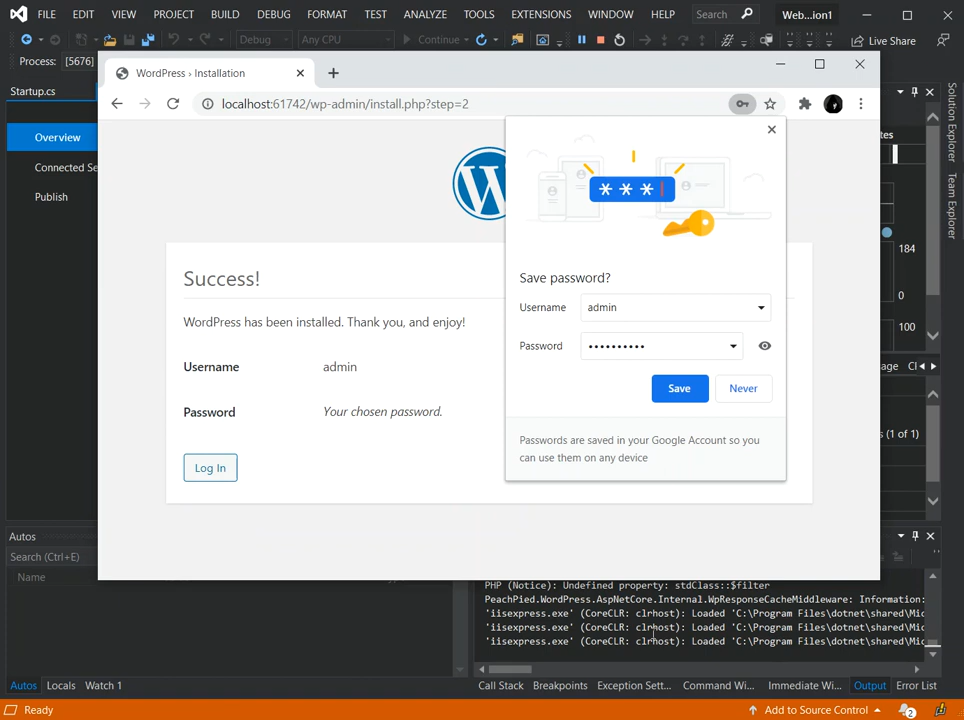 FILE EDIT VIEW PROJECT BUILD DEBUG FORMAT TEST ANALYZE TOOLS EXTENSIONS WINDOW HELP Search Web...ion1
Debug Any CPU Continue Live Share
Process: [5676]
WordPress › Installation
Startup.cs
localhost:61742/wp-admin/install.php?step=2
Overview
Connected Se
Publish
Solution Explorer
Team Explorer
184
0
100
(1 of 1)
Success!
WordPress has been installed. Thank you, and enjoy!
Username admin
Password Your chosen password.
Log In
* * *
Save password?
Username admin
Password ••••••••••
Save Never
Passwords are saved in your Google Account so you
can use them on any device
Autos
Search (Ctrl+E)
Name
PHP (Notice): Undefined property: stdClass::$filter
PeachPied.WordPress.AspNetCore.Internal.WpResponseCacheMiddleware: Information:
'iisexpress.exe' (CoreCLR: clrhost): Loaded 'C:\Program Files\dotnet\shared\Mic
'iisexpress.exe' (CoreCLR: clrhost): Loaded 'C:\Program Files\dotnet\shared\Mic
'iisexpress.exe' (CoreCLR: clrhost): Loaded 'C:\Program Files\dotnet\shared\Mic
Autos Locals Watch 1 Call Stack Breakpoints Exception Sett... Command Wi... Immediate Wi... Output Error List
Ready Add to Source Control 2